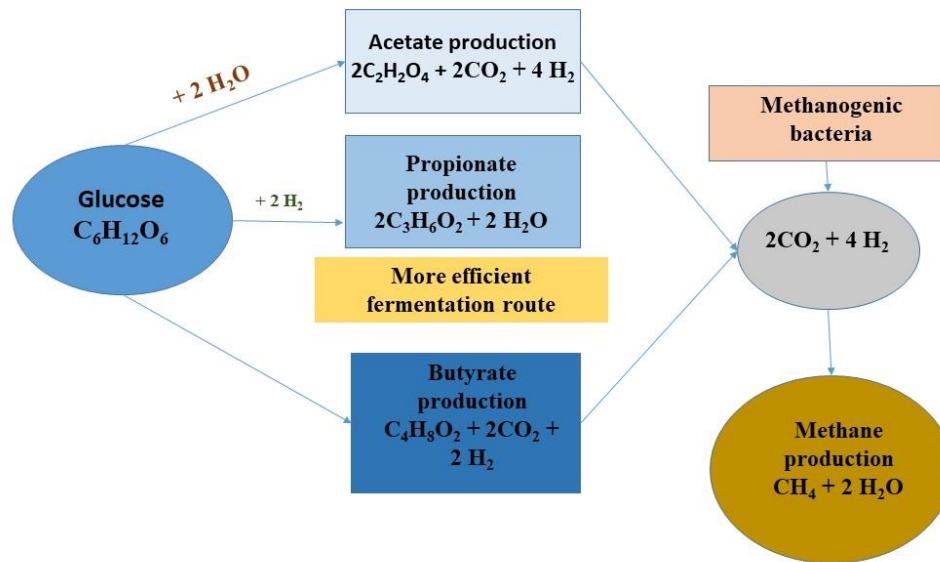 Acetate production
2C₂H₂O₄ + 2CO₂ + 4 H₂
+ 2 H₂O
Methanogenic
bacteria
Glucose
C₆H₁₂O₆
+ 2 H₂
Propionate
production
2C₃H₆O₂ + 2 H₂O
2CO₂ + 4 H₂
More efficient
fermentation route
Butyrate
production
C₄H₈O₂ + 2CO₂ +
2 H₂
Methane
production
CH₄ + 2 H₂O